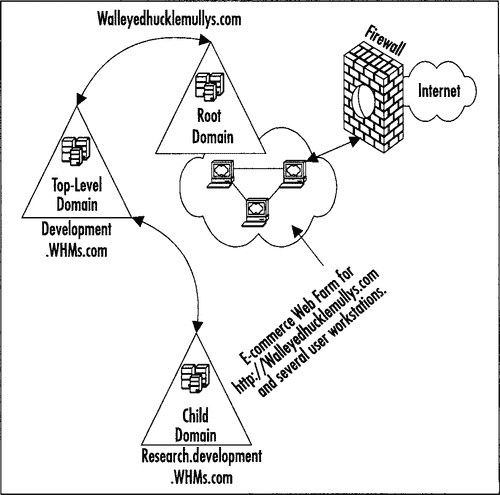 Walleyedhucklemullys.com
Firewall
Internet
Root
Domain
Top-Level
Domain
Development
.WHMs.com
E-commerce Web Farm for
http://Walleyedhucklemullys.com
and several user workstations.
Child
Domain
Research.development
.WHMs.com